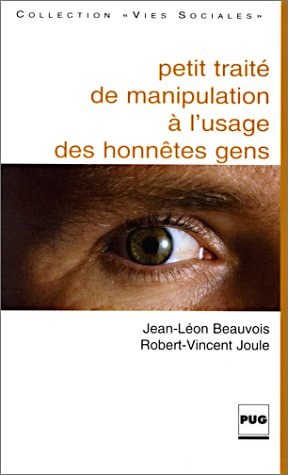 COLLECTION «VIES SOCIALES»
petit traité
de manipulation
à l'usage
des honnêtes gens
Jean-Léon Beauvois
Robert-Vincent Joule
PUG